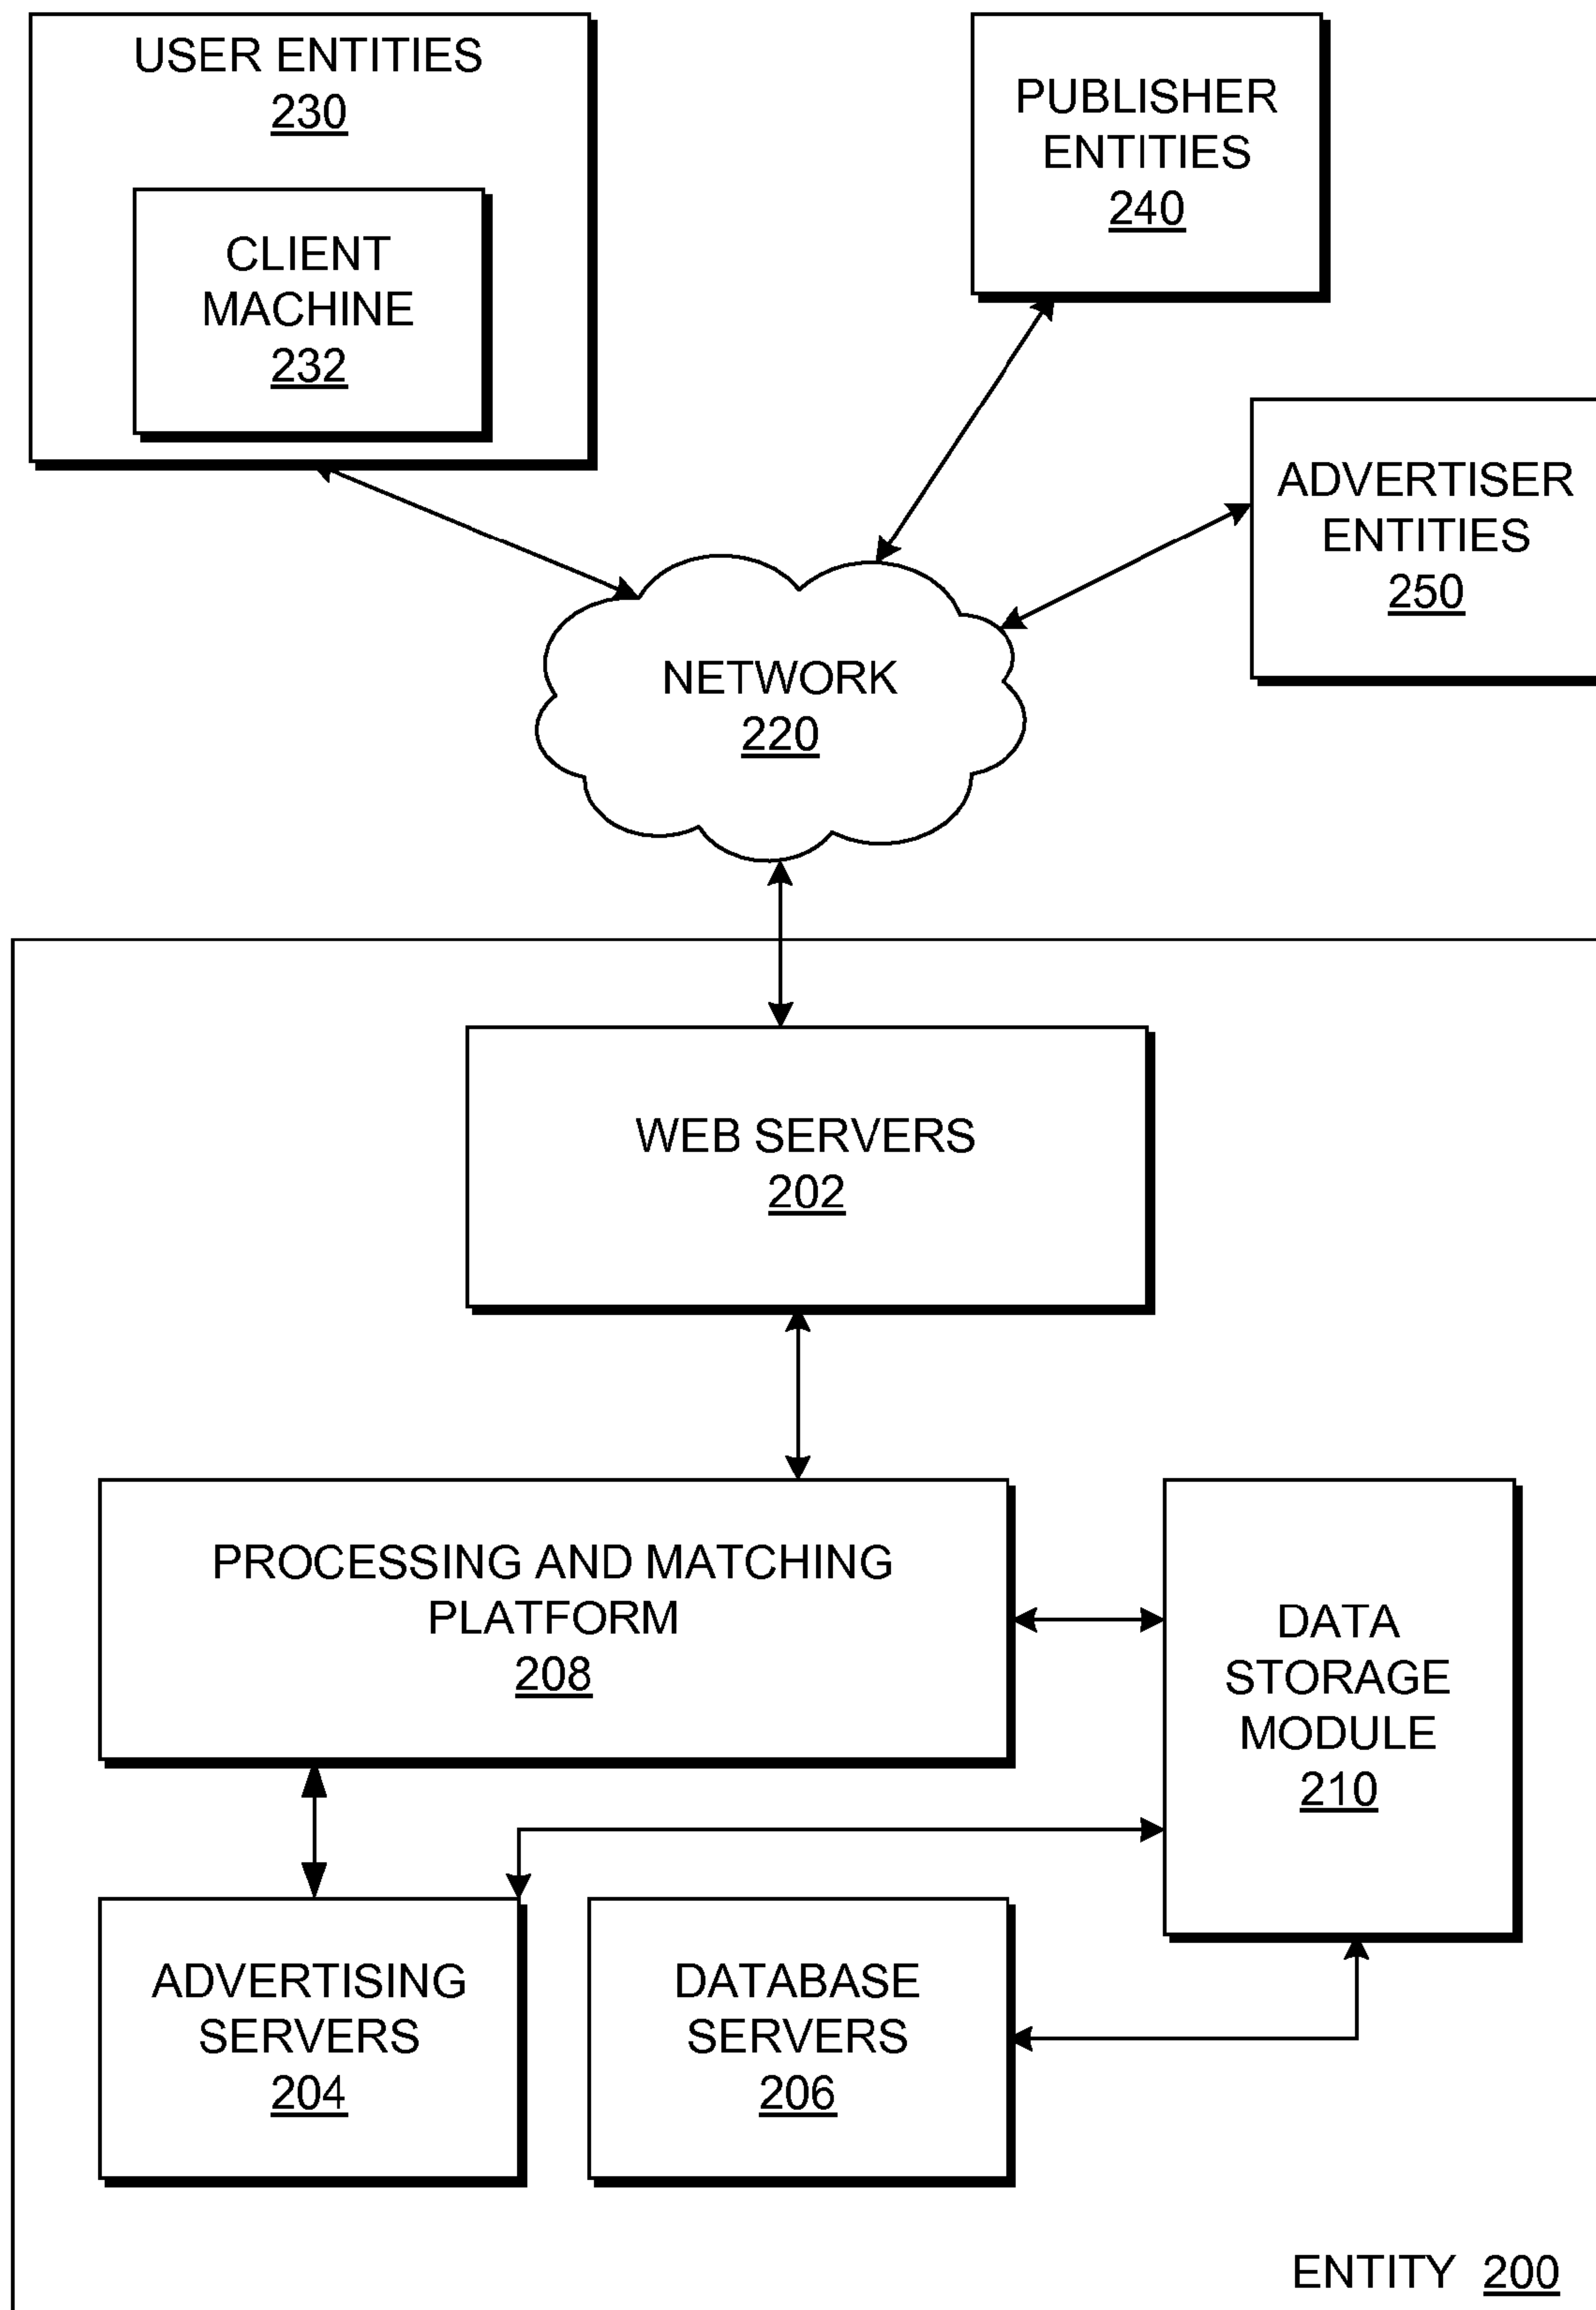 USER ENTITIES
230
CLIENT
MACHINE
232
PUBLISHER
ENTITIES
240
ADVERTISER
ENTITIES
250
NETWORK
220
WEB SERVERS
202
PROCESSING AND MATCHING
PLATFORM
208
DATA
STORAGE
MODULE
210
ADVERTISING
SERVERS
204
DATABASE
SERVERS
206
ENTITY 200